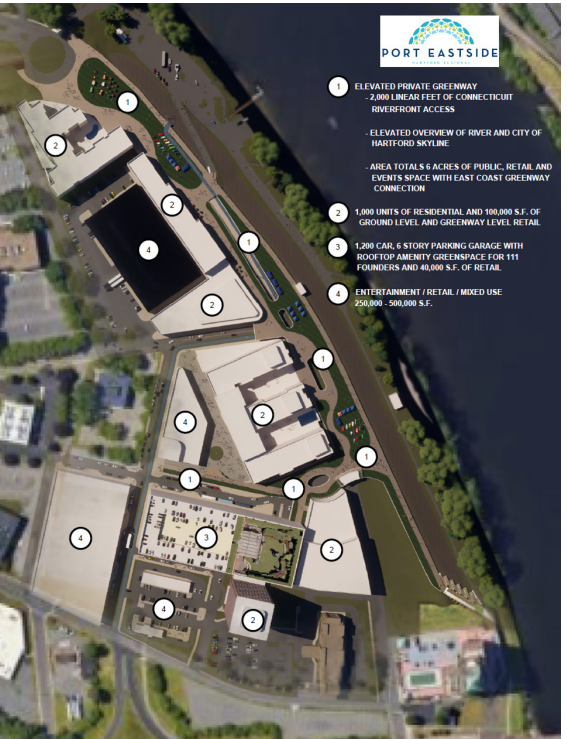 PORT EASTSIDE
HARTFORD REGIONAL
1 ELEVATED PRIVATE GREENWAY
- 2,000 LINEAR FEET OF CONNECTICUIT
RIVERFRONT ACCESS
- ELEVATED OVERVIEW OF RIVER AND CITY OF
HARTFORD SKYLINE
- AREA TOTALS 6 ACRES OF PUBLIC, RETAIL AND
EVENTS SPACE WITH EAST COAST GREENWAY
CONNECTION
2 1,000 UNITS OF RESIDENTIAL AND 100,000 S.F. OF
GROUND LEVEL AND GREENWAY LEVEL RETAIL
3 1,200 CAR, 6 STORY PARKING GARAGE WITH
ROOFTOP AMENITY GREENSPACE FOR 111
FOUNDERS AND 40,000 S.F. OF RETAIL
4 ENTERTAINMENT / RETAIL / MIXED USE
250,000 - 500,000 S.F.
1
2
2
4
1
2
1
2
4
1
1
1
4
3
2
4
2